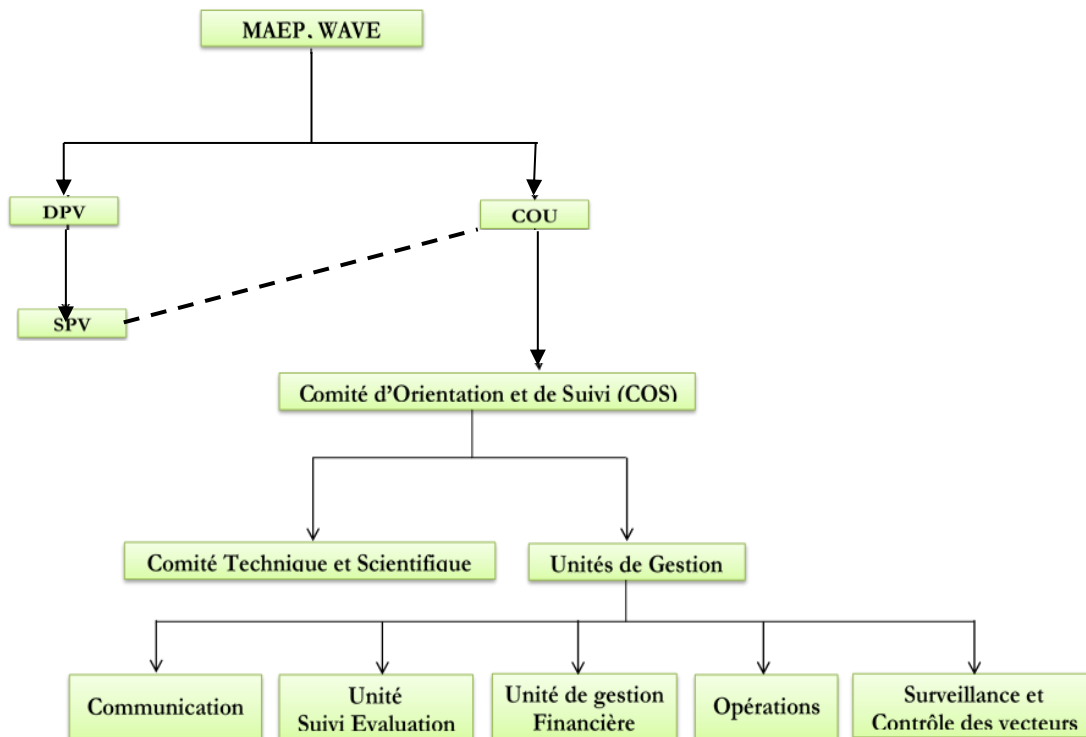 MAEP. WAVE
DPV
COU
SPV
Comité d’Orientation et de Suivi (COS)
Comité Technique et Scientifique
Unités de Gestion
Communication
Unité
Suivi Evaluation
Unité de gestion
Financière
Opérations
Surveillance et
Contrôle des vecteurs